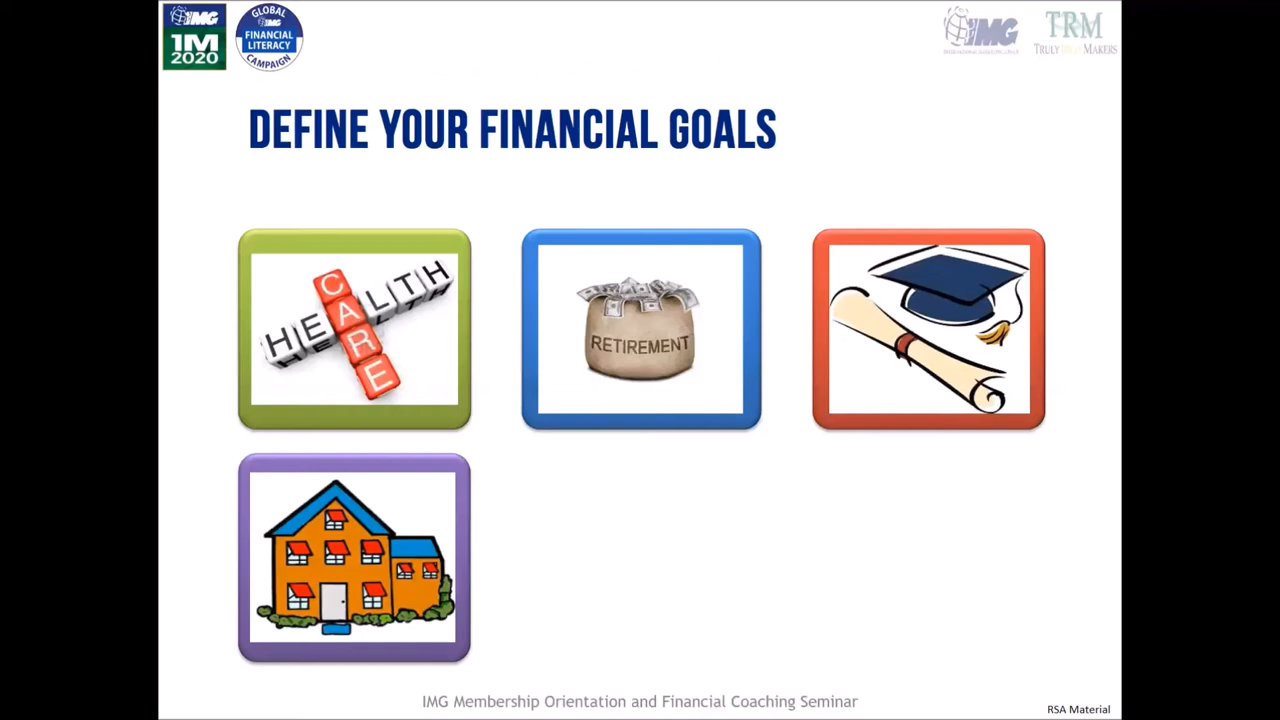 IMG
1M
2020
GLOBAL
IMG
FINANCIAL
LITERACY
CAMPAIGN
IMG
TRM
TRULY RICH MAKERS
DEFINE YOUR FINANCIAL GOALS
HEALTH
CARE
RETIREMENT
IMG Membership Orientation and Financial Coaching Seminar
RSA Material